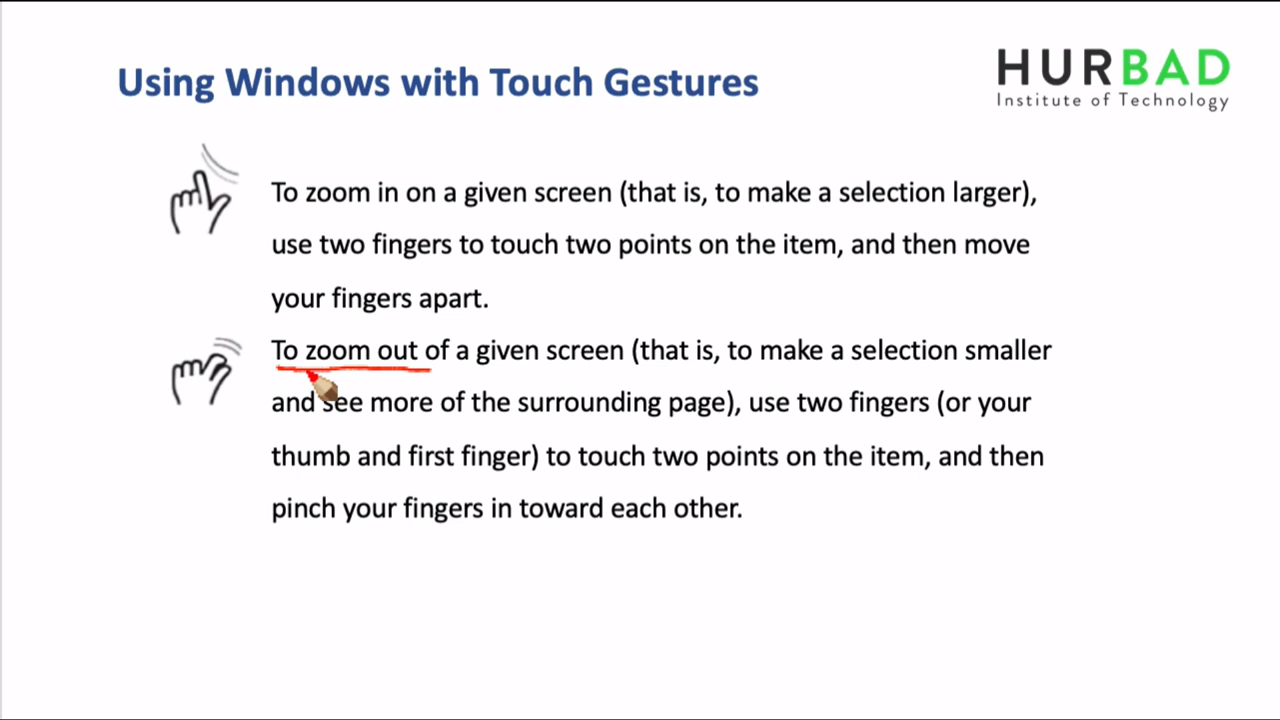 Using Windows with Touch Gestures
HURBAD
Institute of Technology
To zoom in on a given screen (that is, to make a selection larger),
use two fingers to touch two points on the item, and then move
your fingers apart.
To zoom out of a given screen (that is, to make a selection smaller
and see more of the surrounding page), use two fingers (or your
thumb and first finger) to touch two points on the item, and then
pinch your fingers in toward each other.